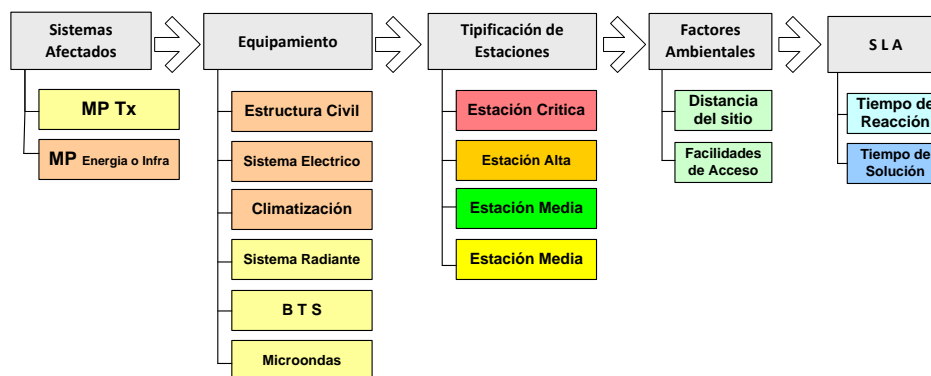 Sistemas
Afectados
MP Tx
MP Energia o Infra
Equipamiento
Estructura Civil
Sistema Electrico
Climatización
Sistema Radiante
B T S
Microondas
Tipificación de
Estaciones
Estación Critica
Estación Alta
Estación Media
Estación Media
Factores
Ambientales
Distancia
del sitio
Facilidades
de Acceso
S L A
Tiempo de
Reacción
Tiempo de
Solución